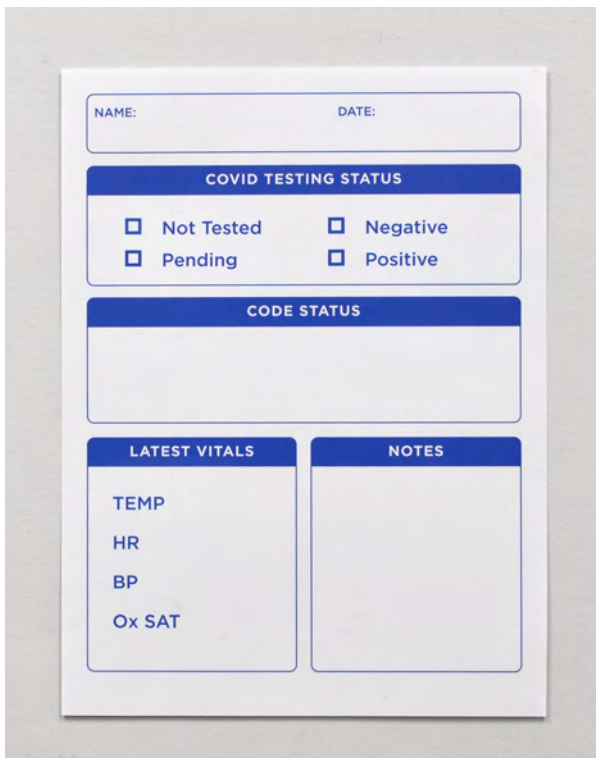 NAME: DATE:
COVID TESTING STATUS
Not Tested Negative
Pending Positive
CODE STATUS
LATEST VITALS NOTES
TEMP
HR
BP
Ox SAT